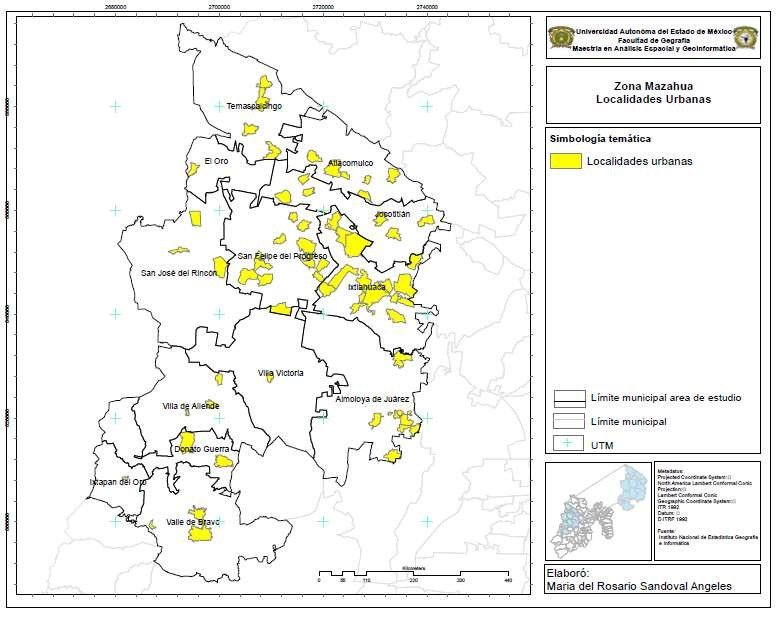 2680000 2700000 2720000 2740000
Universidad Autonoma del Estado de México
Facultad de Gegrafia
Maestria en Análisis Espacial y Geoinformática
Zona Mazahua
Localidades Urbanas
Simbología temática
Localidades urbanas
Temascalcingo
El Oro
Atlacomulco
Jocotitlán
San Felipe del Progreso
San José del Rincón
Ixtlahuaca
Villa Victoria
Villa de Allende
Almoloya de Juárez
Donato Guerra
Ixtapan del Oro
Valle de Bravo
Límite municipal area de estudio
Límite municipal
UTM
Kilometers
0 55 110 220 330 440
Metadatos:
Projected Coordinate System:
North America Lambert Conformal Conic
Projection:
Lambert Conformal Conic
Geographic Coordinate System:
ITR 1992
Datum:
D ITRF 1992
Fuente:
Instituto Nacional de Estadística Geografía
e Informática
Elaboró:
Maria del Rosario Sandoval Angeles